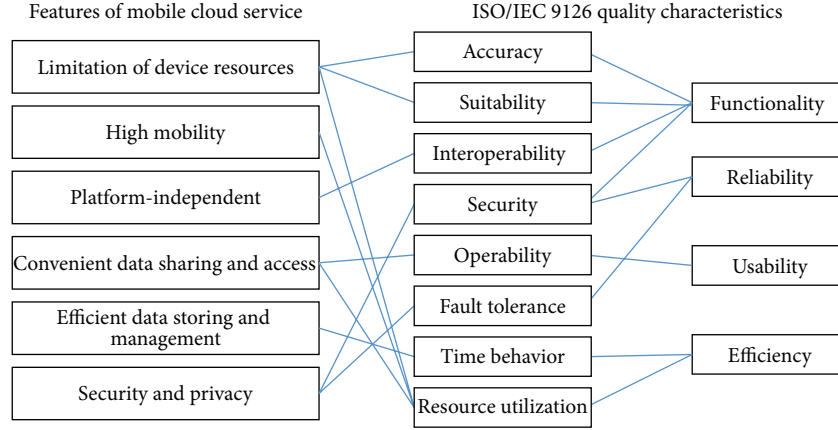 Features of mobile cloud service
ISO/IEC 9126 quality characteristics
Limitation of device resources
High mobility
Platform-independent
Convenient data sharing and access
Efficient data storing and
management
Security and privacy
Accuracy
Suitability
Interoperability
Security
Operability
Fault tolerance
Time behavior
Resource utilization
Functionality
Reliability
Usability
Efficiency